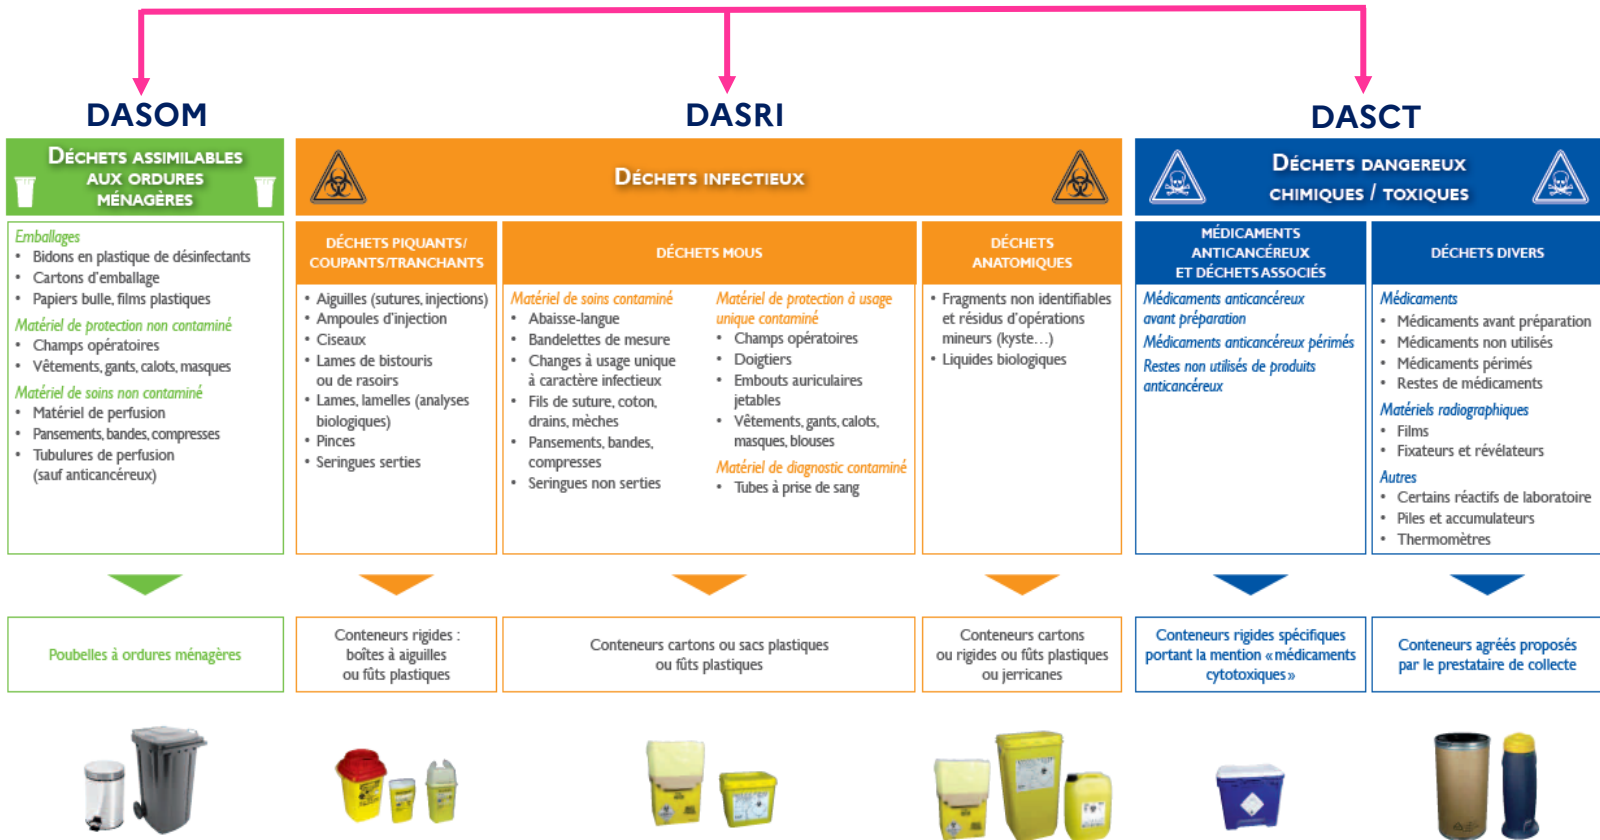 DASOM
DASRI
DASCT
DÉCHETS ASSIMILABLES
AUX ORDURES
MÉNAGÈRES
DÉCHETS INFECTIEUX
DÉCHETS DANGEREUX
CHIMIQUES / TOXIQUES
Emballages
• Bidons en plastique de désinfectants
• Cartons d'emballage
• Papiers bulle, films plastiques
Matériel de protection non contaminé
• Champs opératoires
• Vêtements, gants, calots, masques
Matériel de soins non contaminé
• Matériel de perfusion
• Pansements, bandes, compresses
• Tubulures de perfusion
(sauf anticancéreux)
DÉCHETS PIQUANTS/
COUPANTS/TRANCHANTS
• Aiguilles (sutures, injections)
• Ampoules d'injection
• Ciseaux
• Lames de bistouris
ou de rasoirs
• Lames, lamelles (analyses
biologiques)
• Pinces
• Seringues serties
DÉCHETS MOUS
Matériel de soins contaminé
• Abaisse-langue
• Bandelettes de mesure
• Changes à usage unique
à caractère infectieux
• Fils de suture, coton,
drains, mèches
• Pansements, bandes,
compresses
• Seringues non serties
Matériel de protection à usage
unique contaminé
• Champs opératoires
• Doigtiers
• Embouts auriculaires
jetables
• Vêtements, gants, calots,
masques, blouses
Matériel de diagnostic contaminé
• Tubes à prise de sang
DÉCHETS
ANATOMIQUES
• Fragments non identifiables
et résidus d'opérations
mineurs (kyste…)
• Liquides biologiques
MÉDICAMENTS
ANTICANCÉREUX
ET DÉCHETS ASSOCIÉS
Médicaments anticancéreux
avant préparation
Médicaments anticancéreux périmés
Restes non utilisés de produits
anticancéreux
DÉCHETS DIVERS
Médicaments
• Médicaments avant préparation
• Médicaments non utilisés
• Médicaments périmés
• Restes de médicaments
Matériels radiographiques
• Films
• Fixateurs et révélateurs
Autres
• Certains réactifs de laboratoire
• Piles et accumulateurs
• Thermomètres
Poubelles à ordures ménagères
Conteneurs rigides :
boîtes à aiguilles
ou fûts plastiques
Conteneurs cartons ou sacs plastiques
ou fûts plastiques
Conteneurs cartons
ou rigides ou fûts plastiques
ou jerricanes
Conteneurs rigides spécifiques
portant la mention «médicaments
cytotoxiques»
Conteneurs agréés proposés
par le prestataire de collecte